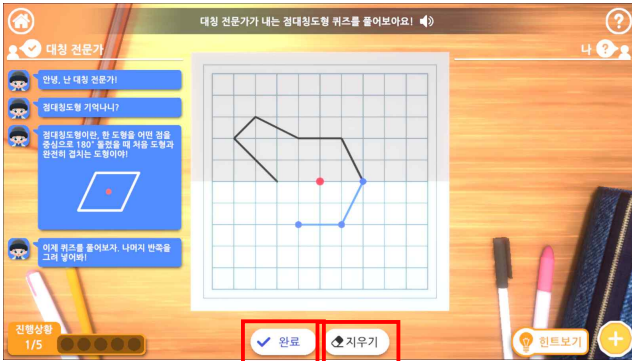 대칭 전문가가 내는 점대칭도형 퀴즈를 풀어보아요!
?
대칭 전문가
나 ?
안녕, 난 대칭 전문가!
점대칭도형 기억나니?
점대칭도형이란, 한 도형을 어떤 점을
중심으로 180° 돌렸을 때 처음 도형과
완전히 겹치는 도형이야!
이제 퀴즈를 풀어보자. 나머지 반쪽을
그려 넣어봐!
진행상황
1/5
완료
지우기
힌트보기